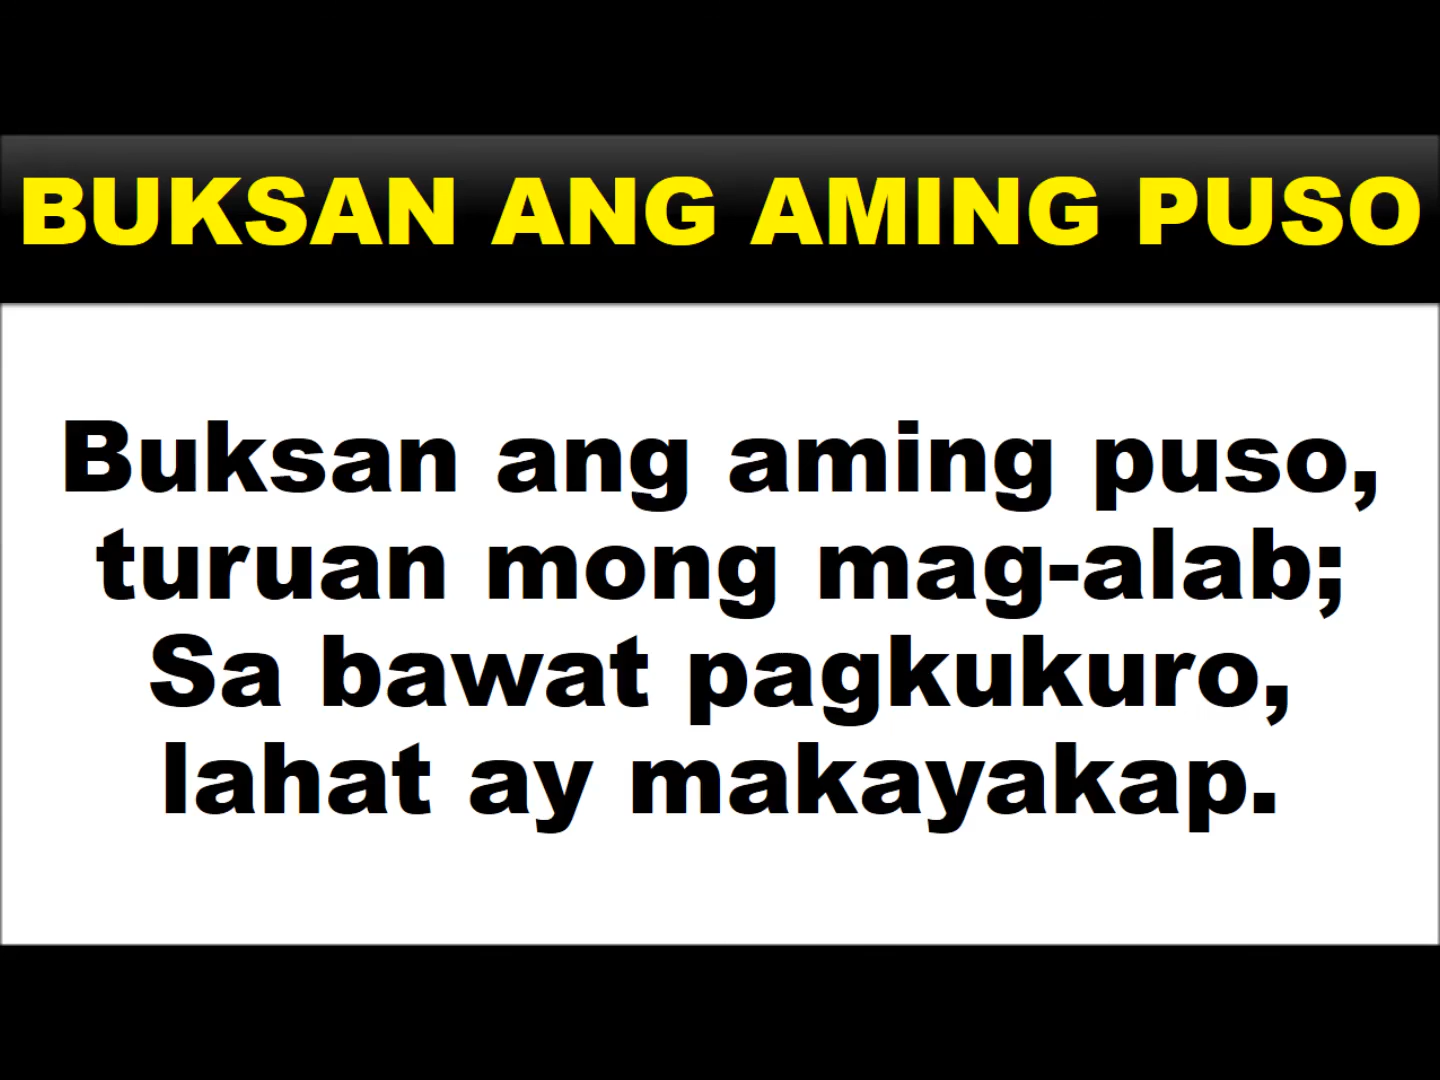 BUKSAN ANG AMING PUSO
Buksan ang aming puso,
turuan mong mag-alab;
Sa bawat pagkukuro,
lahat ay makayakap.